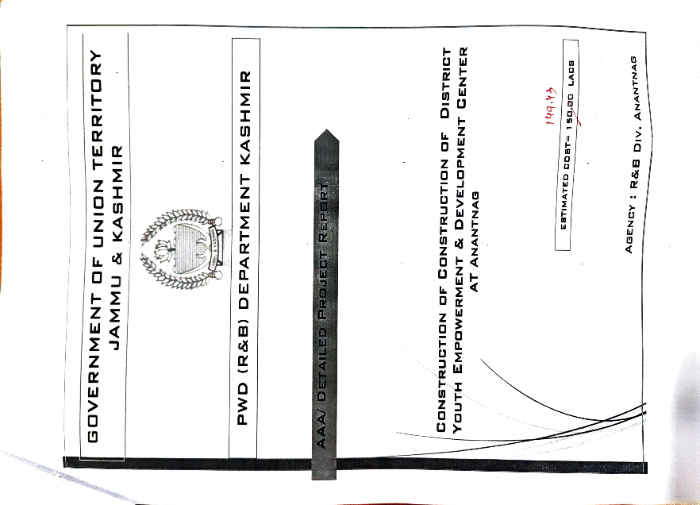 GOVERNMENT OF UNION TERRITORY
JAMMU & KASHMIR
PWD (R&B) DEPARTMENT KASHMIR
AAA/ DETAILED PROJECT REPORT
CONSTRUCTION OF CONSTRUCTION OF DISTRICT
YOUTH EMPOWERMENT & DEVELOPMENT CENTER
AT ANANTNAG
149.43
ESTIMATED COST= 150.00 LACS
AGENCY : R&B DIV. ANANTNAG